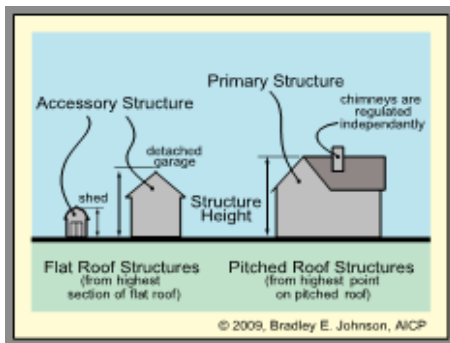 Primary Structure
Accessory Structure
chimneys are
regulated
independantly
detached
garage
shed
Structure
Height
Flat Roof Structures
(from highest
section of flat roof)
Pitched Roof Structures
(from highest point
on pitched roof)
© 2009, Bradley E. Johnson, AICP